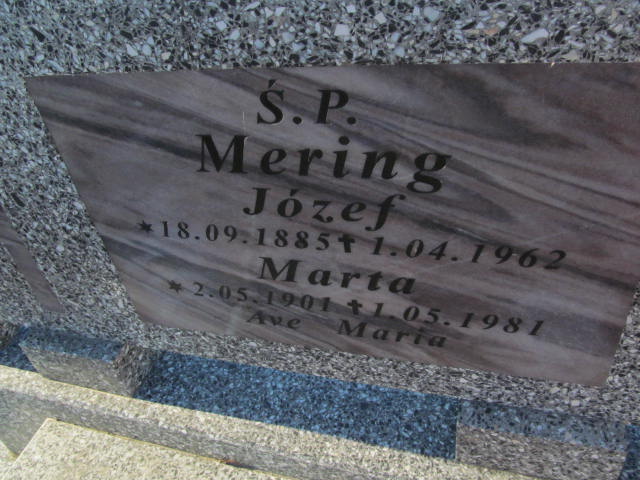 Ś.P.
Mering
Józef
* 18.09.1885 ✝ 1.04.1962
Marta
* 2.05.1901 ✝ 1.05.1981
Ave Maria